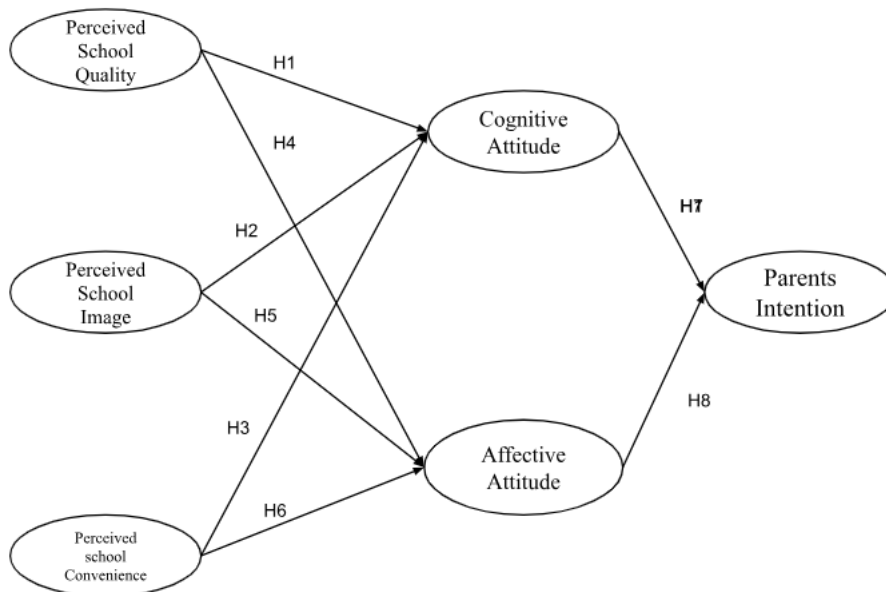 Perceived
School
Quality
H1
Cognitive
Attitude
H4
H7
H2
Perceived
School
Image
Parents
Intention
H5
H8
H3
Affective
Attitude
H6
Perceived
school
Convenience